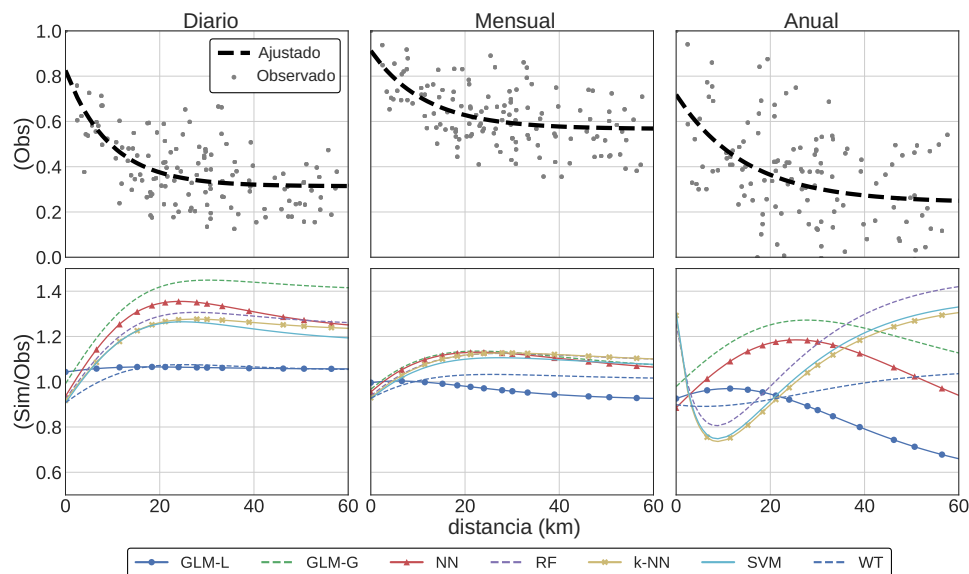 Diario Mensual Anual
1.0
0.8
0.6
0.4
0.2
0.0
(Obs)
Ajustado
Observado
1.4
1.2
1.0
0.8
0.6
(Sim/Obs)
0 20 40 60 0 20 40 60 0 20 40 60
distancia (km)
GLM-L GLM-G NN RF k-NN SVM WT